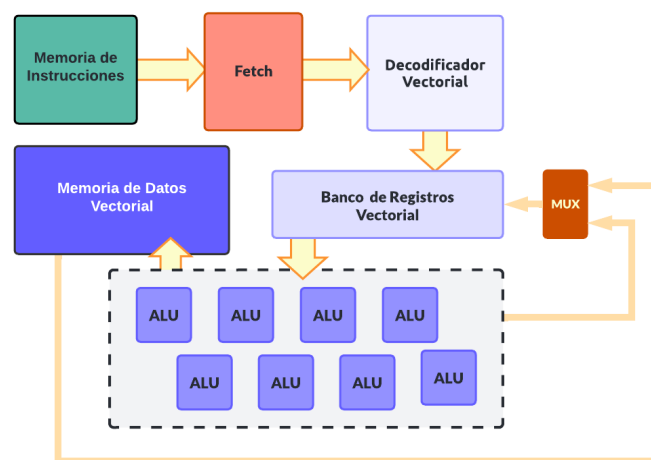 Memoria de
Instrucciones
Fetch
Decodificador
Vectorial
Memoria de Datos
Vectorial
Banco de Registros
Vectorial
MUX
ALU
ALU
ALU
ALU
ALU
ALU
ALU
ALU